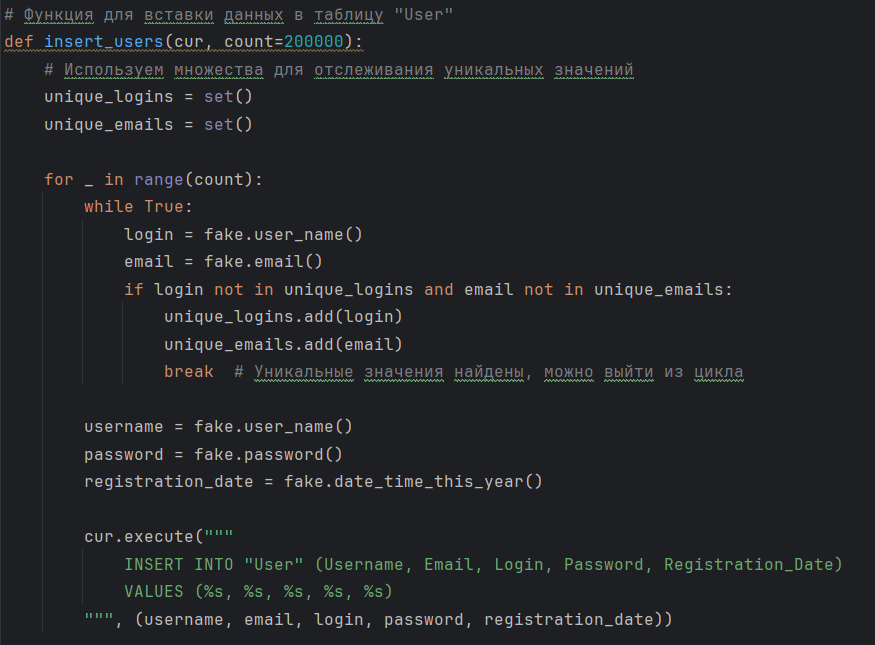 # Функция для вставки данных в таблицу "User"
def insert_users(cur, count=200000):
    # Используем множества для отслеживания уникальных значений
    unique_logins = set()
    unique_emails = set()

    for _ in range(count):
        while True:
            login = fake.user_name()
            email = fake.email()
            if login not in unique_logins and email not in unique_emails:
                unique_logins.add(login)
                unique_emails.add(email)
                break  # Уникальные значения найдены, можно выйти из цикла

        username = fake.user_name()
        password = fake.password()
        registration_date = fake.date_time_this_year()

        cur.execute("""
            INSERT INTO "User" (Username, Email, Login, Password, Registration_Date)
            VALUES (%s, %s, %s, %s, %s)
        """, (username, email, login, password, registration_date))